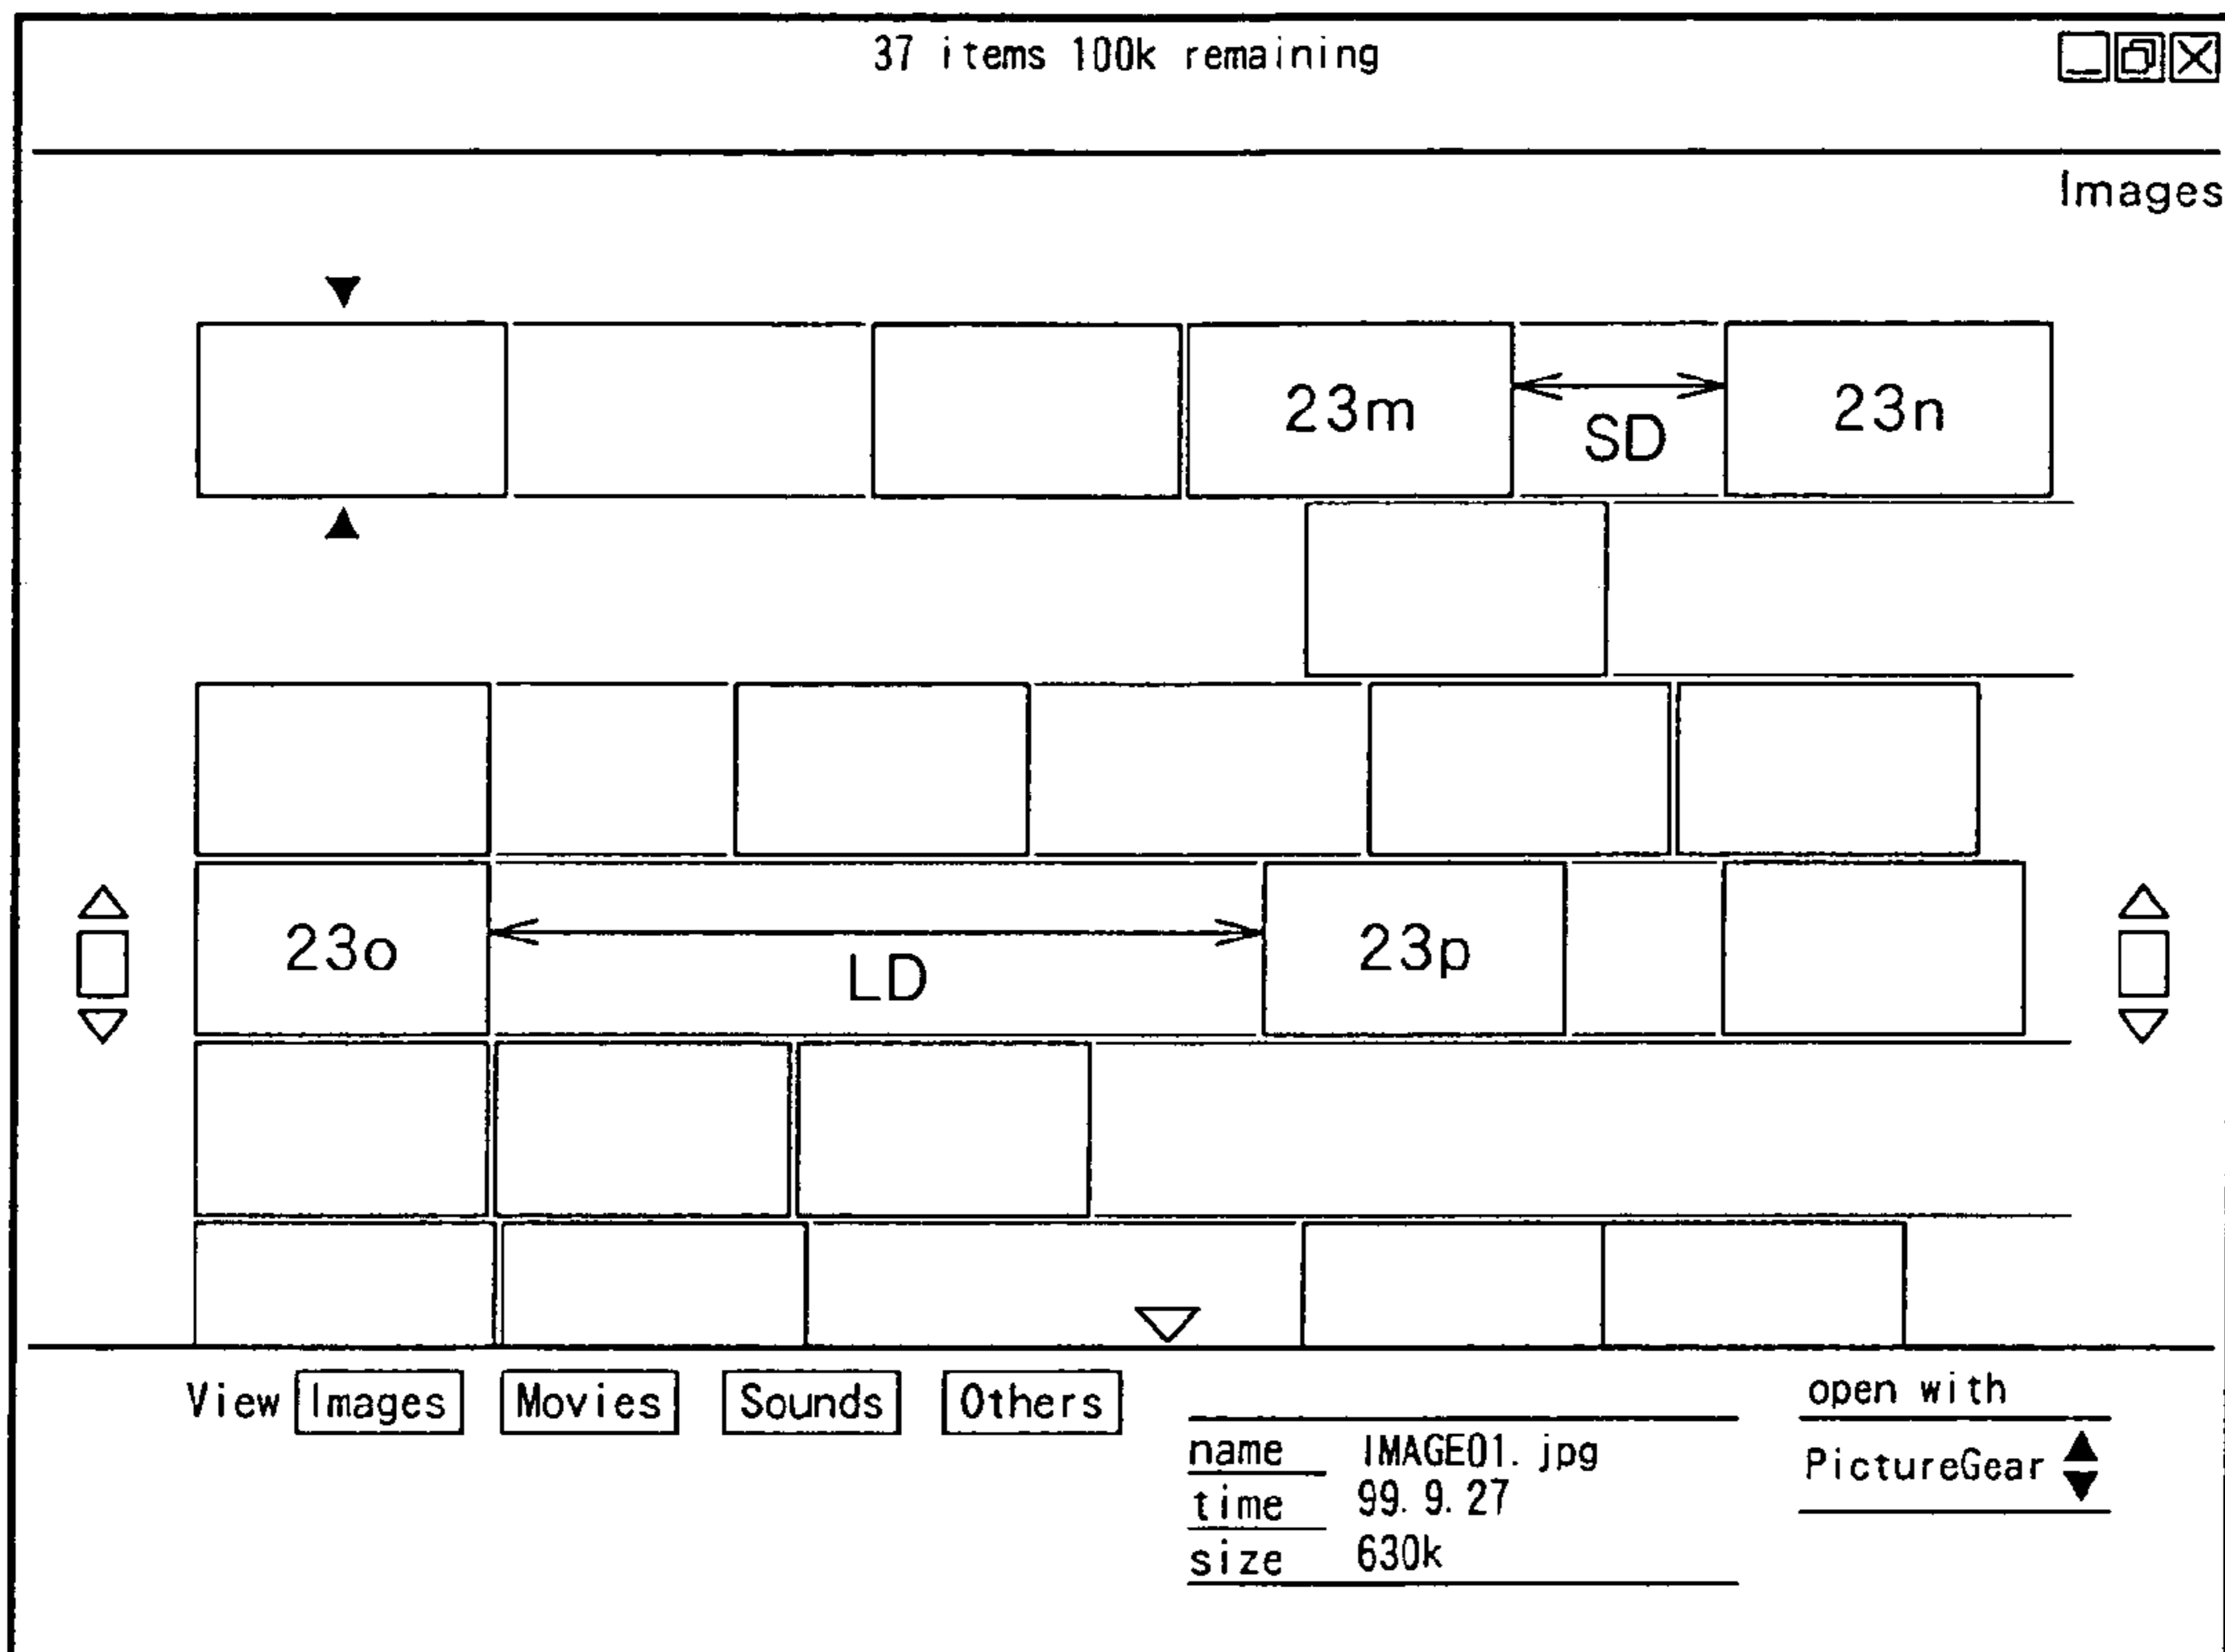 37 items 100k remaining
Images
23m
SD
23n
23o
LD
23p
View Images Movies Sounds Others
open with
name IMAGE01.jpg
PictureGear
time 99.9.27
size 630k